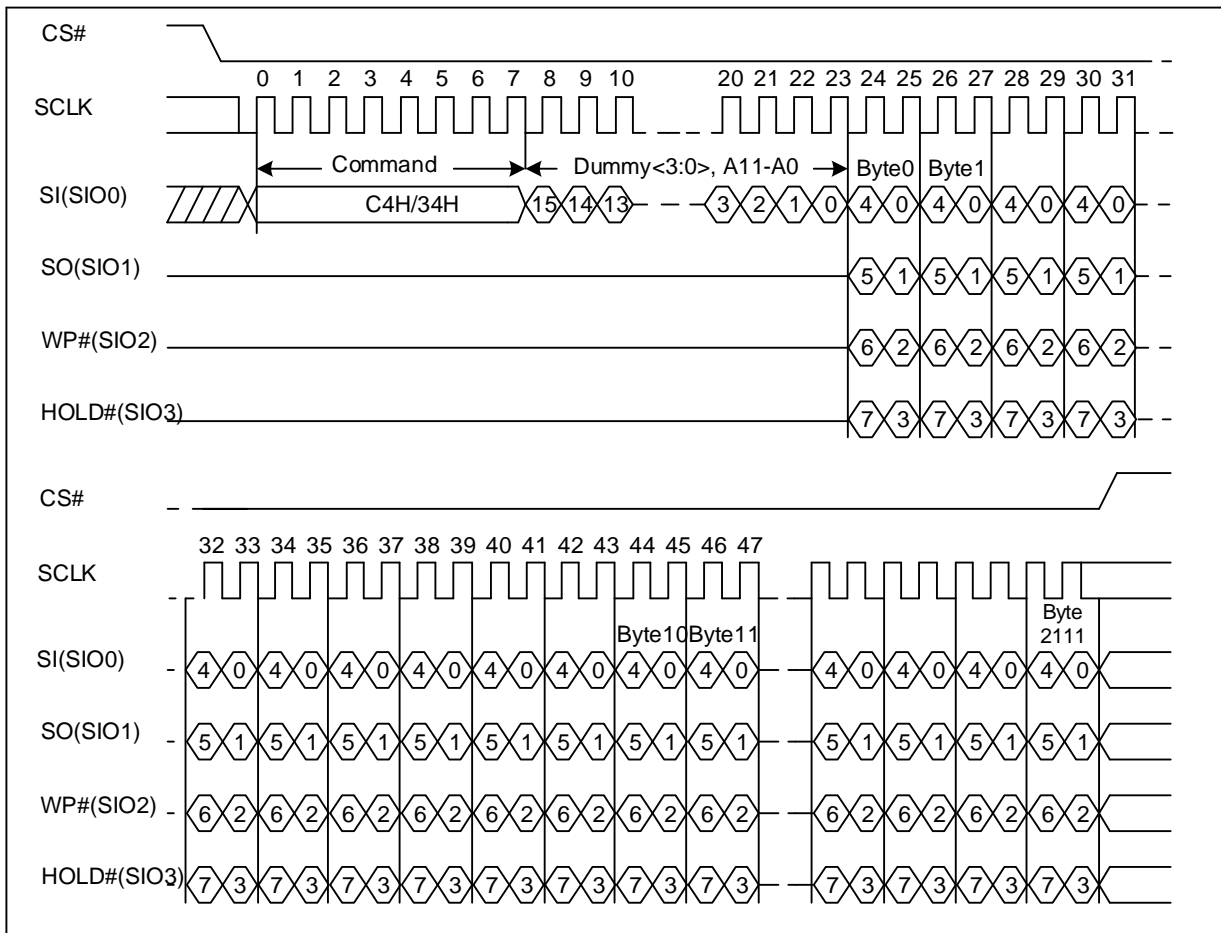 CS#
0 1 2 3 4 5 6 7 8 9 10 20 21 22 23 24 25 26 27 28 29 30 31
SCLK
Command Dummy<3:0>, A11-A0 Byte0 Byte1
SI(SIO0) C4H/34H 15 14 13 3 2 1 0 4 0 4 0 4 0 4 0
SO(SIO1) 5 1 5 1 5 1 5 1
WP#(SIO2) 6 2 6 2 6 2 6 2
HOLD#(SIO3) 7 3 7 3 7 3 7 3
CS#
32 33 34 35 36 37 38 39 40 41 42 43 44 45 46 47
SCLK
Byte10 Byte11 Byte
2111
SI(SIO0) 4 0 4 0 4 0 4 0 4 0 4 0 4 0 4 0 4 0 4 0 4 0 4 0
SO(SIO1) 5 1 5 1 5 1 5 1 5 1 5 1 5 1 5 1 5 1 5 1 5 1 5 1
WP#(SIO2) 6 2 6 2 6 2 6 2 6 2 6 2 6 2 6 2 6 2 6 2 6 2 6 2
HOLD#(SIO3) 7 3 7 3 7 3 7 3 7 3 7 3 7 3 7 3 7 3 7 3 7 3 7 3